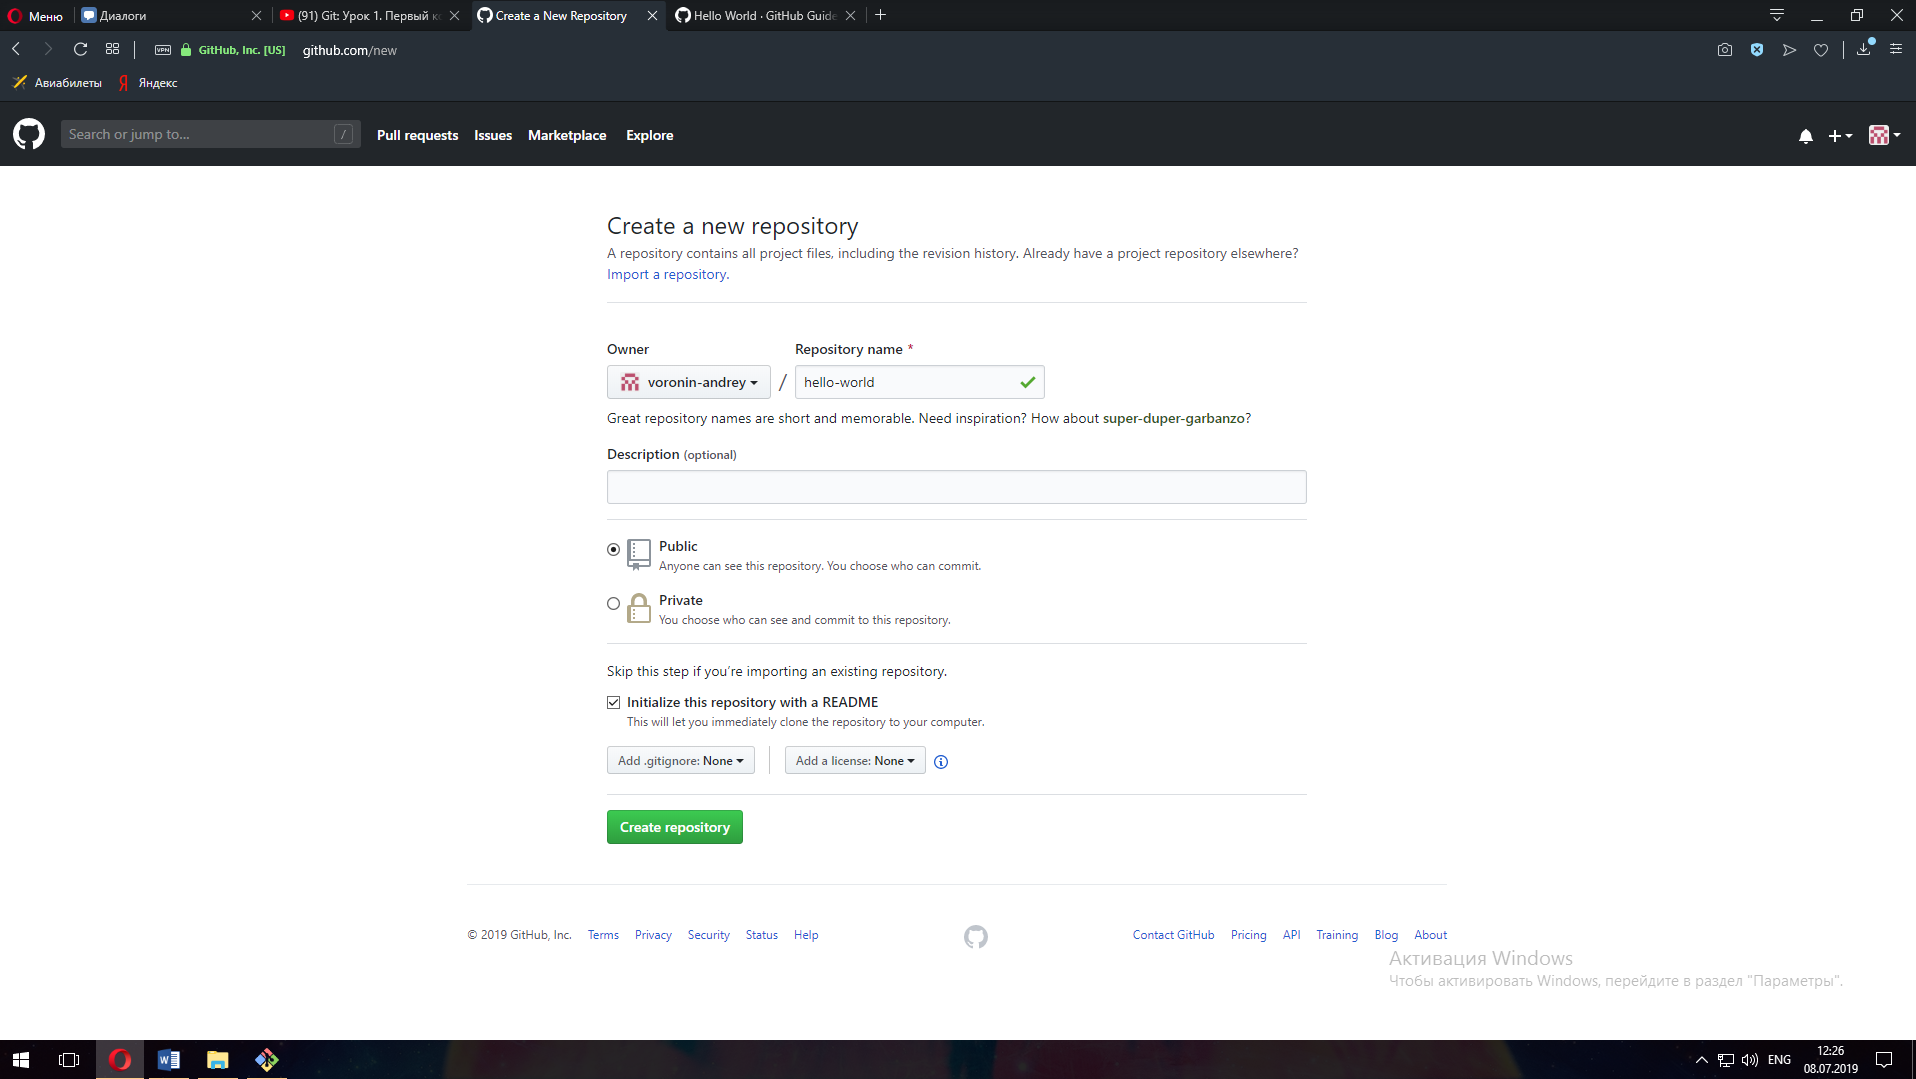 Меню
Диалоги
(91) Git: Урок 1. Первый к
Create a New Repository
Hello World · GitHub Guide
VPN
GitHub, Inc. [US]
github.com/new
Авиабилеты
Яндекс
Search or jump to...
/
Pull requests
Issues
Marketplace
Explore
Create a new repository
A repository contains all project files, including the revision history. Already have a project repository elsewhere?
Import a repository.
Owner
Repository name *
voronin-andrey
/
hello-world
Great repository names are short and memorable. Need inspiration? How about super-duper-garbanzo?
Description (optional)
Public
Anyone can see this repository. You choose who can commit.
Private
You choose who can see and commit to this repository.
Skip this step if you're importing an existing repository.
Initialize this repository with a README
This will let you immediately clone the repository to your computer.
Add .gitignore: None
Add a license: None
Create repository
© 2019 GitHub, Inc.
Terms
Privacy
Security
Status
Help
Contact GitHub
Pricing
API
Training
Blog
About
Активация Windows
Чтобы активировать Windows, перейдите в раздел "Параметры".
ENG
12:26
08.07.2019